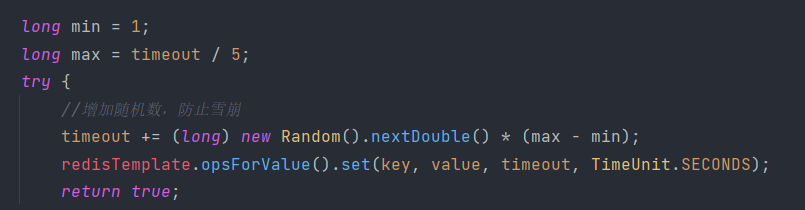 long min = 1;
long max = timeout / 5;
try {
//增加随机数，防止雪崩
timeout += (long) new Random().nextDouble() * (max - min);
redisTemplate.opsForValue().set(key, value, timeout, TimeUnit.SECONDS);
return true;